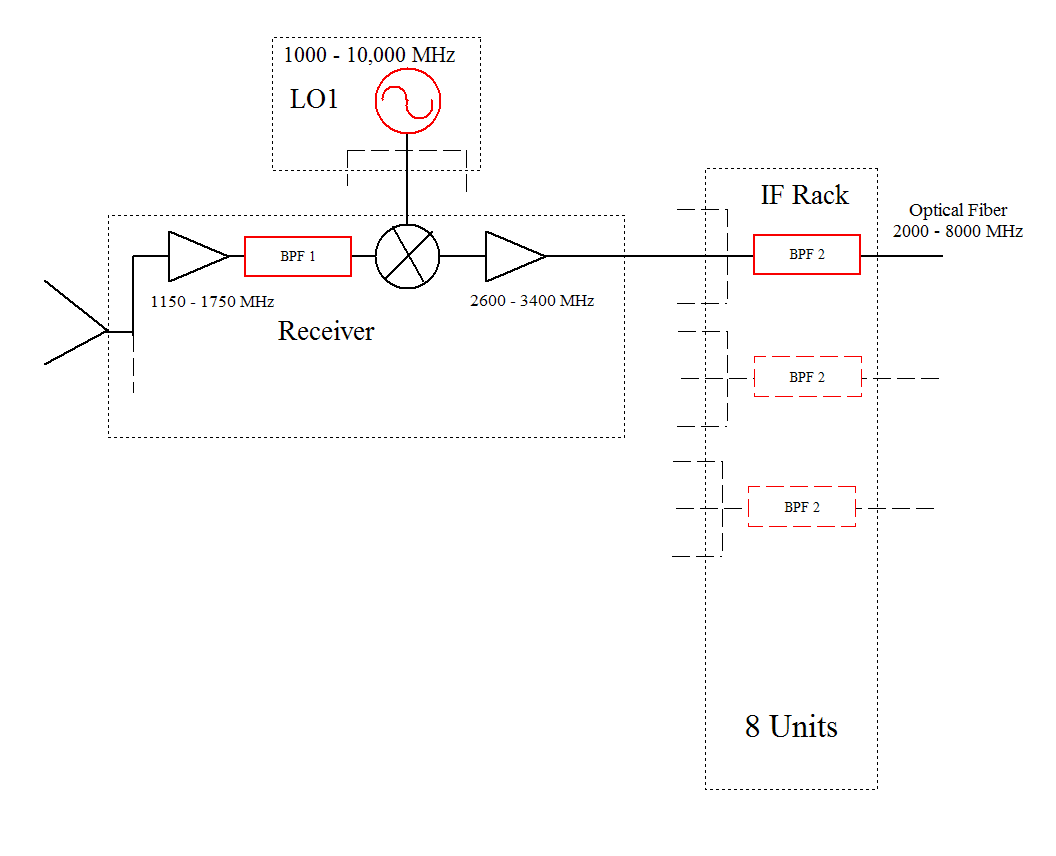 1000 - 10,000 MHz
LO1
IF Rack
Optical Fiber
2000 - 8000 MHz
BPF 1
BPF 2
1150 - 1750 MHz
2600 - 3400 MHz
Receiver
BPF 2
BPF 2
8 Units